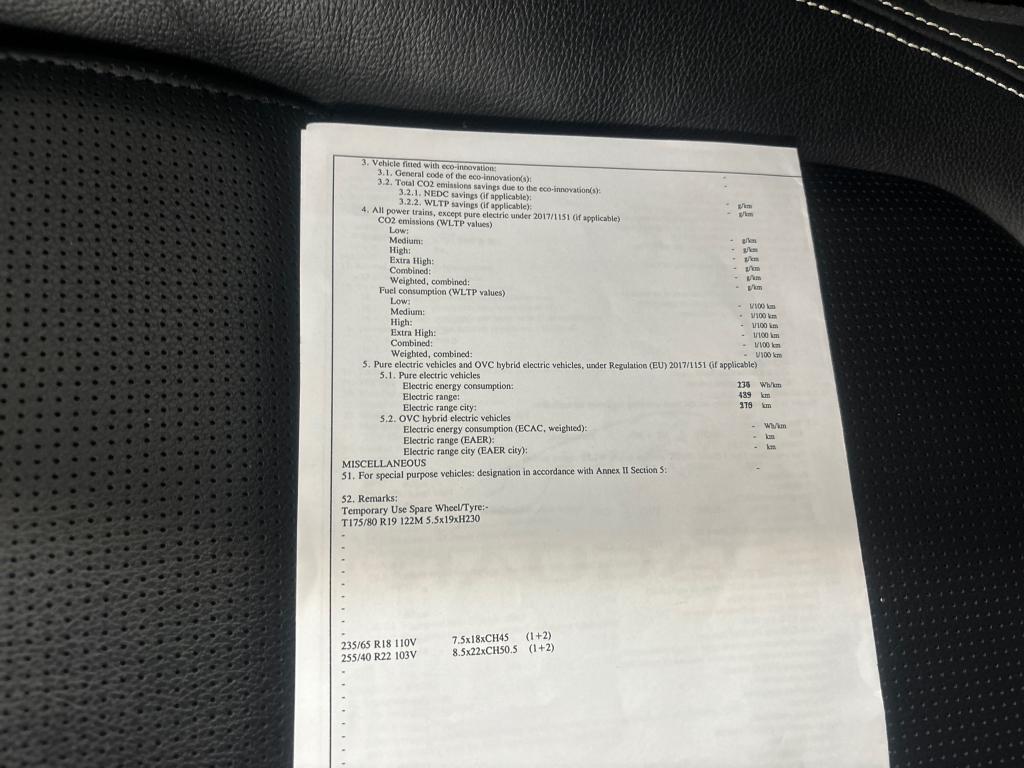 3. Vehicle fitted with eco-innovation:
3.1. General code of the eco-innovation(s): -
3.2. Total CO2 emissions savings due to the eco-innovation(s): -
3.2.1. NEDC savings (if applicable): - g/km
3.2.2. WLTP savings (if applicable): - g/km
4. All power trains, except pure electric under 2017/1151 (if applicable)
CO2 emissions (WLTP values)
Low: - g/km
Medium: - g/km
High: - g/km
Extra High: - g/km
Combined: - g/km
Weighted, combined: - g/km
Fuel consumption (WLTP values)
Low: - l/100 km
Medium: - l/100 km
High: - l/100 km
Extra High: - l/100 km
Combined: - l/100 km
Weighted, combined: - l/100 km
5. Pure electric vehicles and OVC hybrid electric vehicles, under Regulation (EU) 2017/1151 (if applicable)
5.1. Pure electric vehicles
Electric energy consumption: Wh/km
Electric range: 439 km
Electric range city: km
5.2. OVC hybrid electric vehicles
Electric energy consumption (ECAC, weighted): - Wh/km
Electric range (EAER): - km
Electric range city (EAER city): - km
MISCELLANEOUS
51. For special purpose vehicles: designation in accordance with Annex II Section 5: -
52. Remarks:
Temporary Use Spare Wheel/Tyre:-
T175/80 R19 122M 5.5x19xH230
-
-
-
-
-
-
-
-
-
235/65 R18 110V 7.5x18xCH45 (1+2)
255/40 R22 103V 8.5x22xCH50.5 (1+2)
-
-
-
-
-
-
-
-